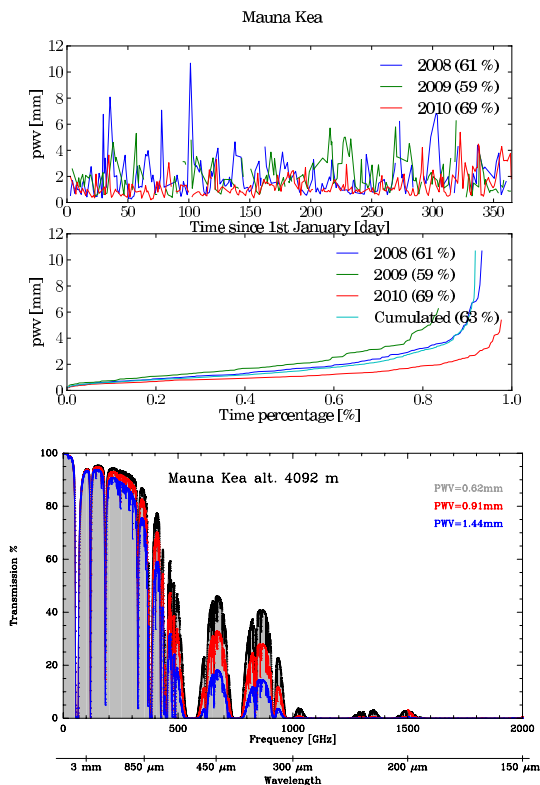 Mauna Kea
12
10
8
6
4
2
0
pwv [mm]
2008 (61 %)
2009 (59 %)
2010 (69 %)
0 50 100 150 200 250 300 350
Time since 1st January [day]
12
10
8
6
4
2
0
pwv [mm]
2008 (61 %)
2009 (59 %)
2010 (69 %)
Cumulated (63 %)
0.0 0.2 0.4 0.6 0.8 1.0
Time percentage [%]
100
80
60
40
20
0
Transmission %
Mauna Kea alt. 4092 m
PWV=0.62mm
PWV=0.91mm
PWV=1.44mm
0 500 1000 1500 2000
Frequency [GHz]
3 mm 850 μm 450 μm 300 μm 200 μm 150 μm
Wavelength